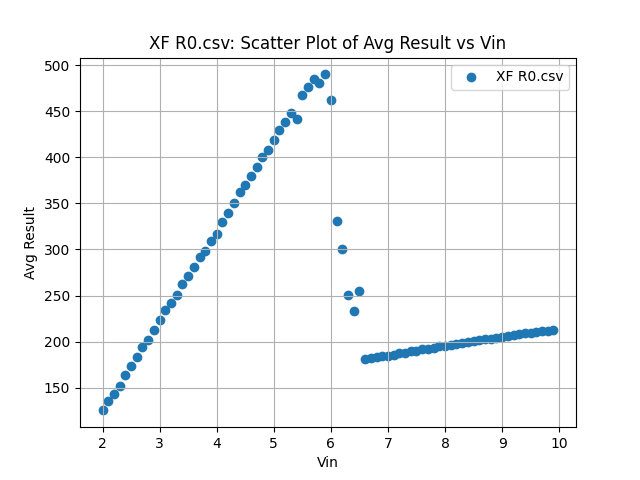 XF R0.csv: Scatter Plot of Avg Result vs Vin
XF R0.csv
500
450
400
350
300
250
200
150
Avg Result
2 3 4 5 6 7 8 9 10
Vin